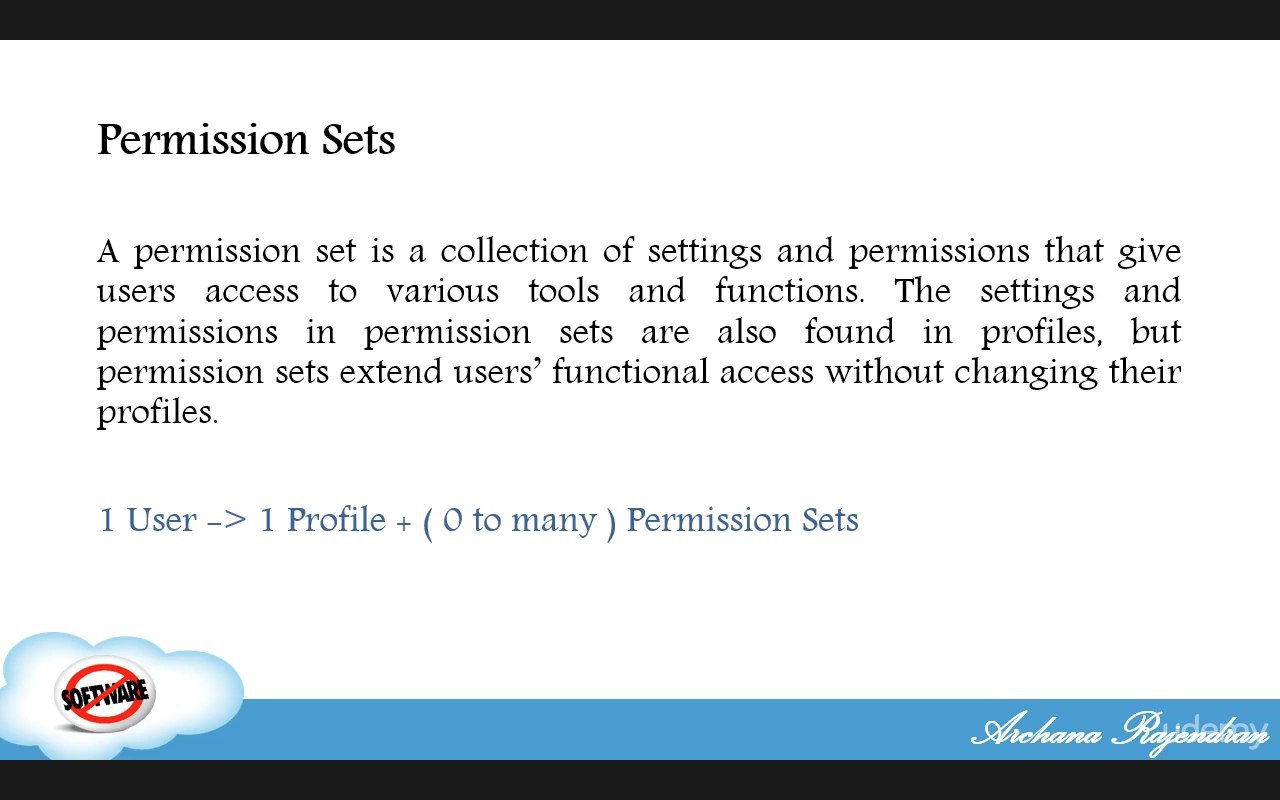 Permission Sets
A permission set is a collection of settings and permissions that give
users access to various tools and functions. The settings and
permissions in permission sets are also found in profiles, but
permission sets extend users’ functional access without changing their
profiles.
1 User -> 1 Profile + ( 0 to many ) Permission Sets
SOFTWARE
Archana Rajendran
udemy